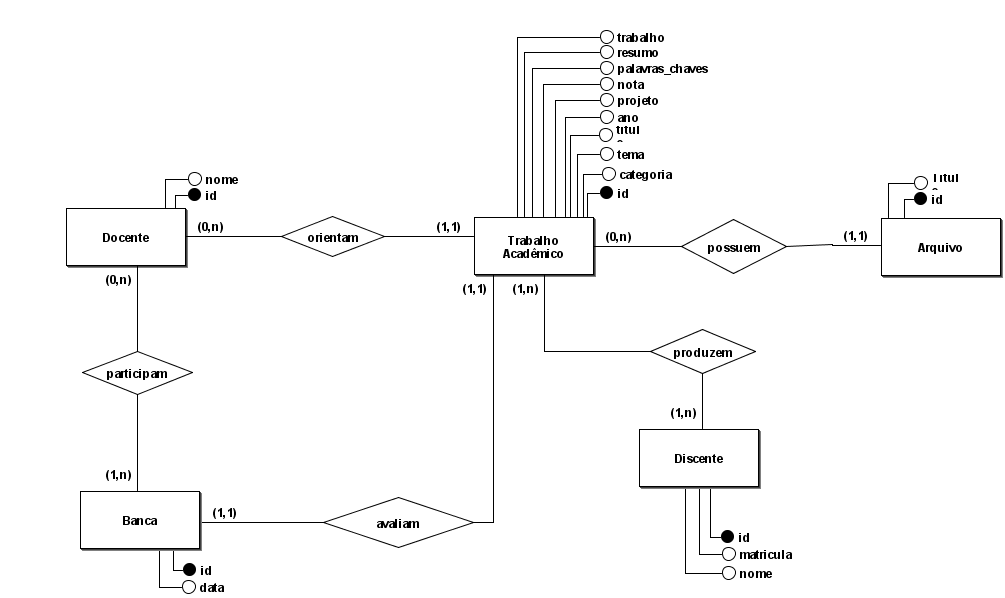 trabalho
resumo
palavras_chaves
nota
projeto
ano
tema
categoria
id
nome
id
id
Docente
(0,n)
orientam
(1,1)
Trabalho
Acadêmico
(0,n)
possuem
(1,1)
Arquivo
(0,n)
(1,1)
(1,n)
participam
produzem
(1,n)
(1,n)
Discente
Banca
(1,1)
avaliam
id
matricula
nome
id
data